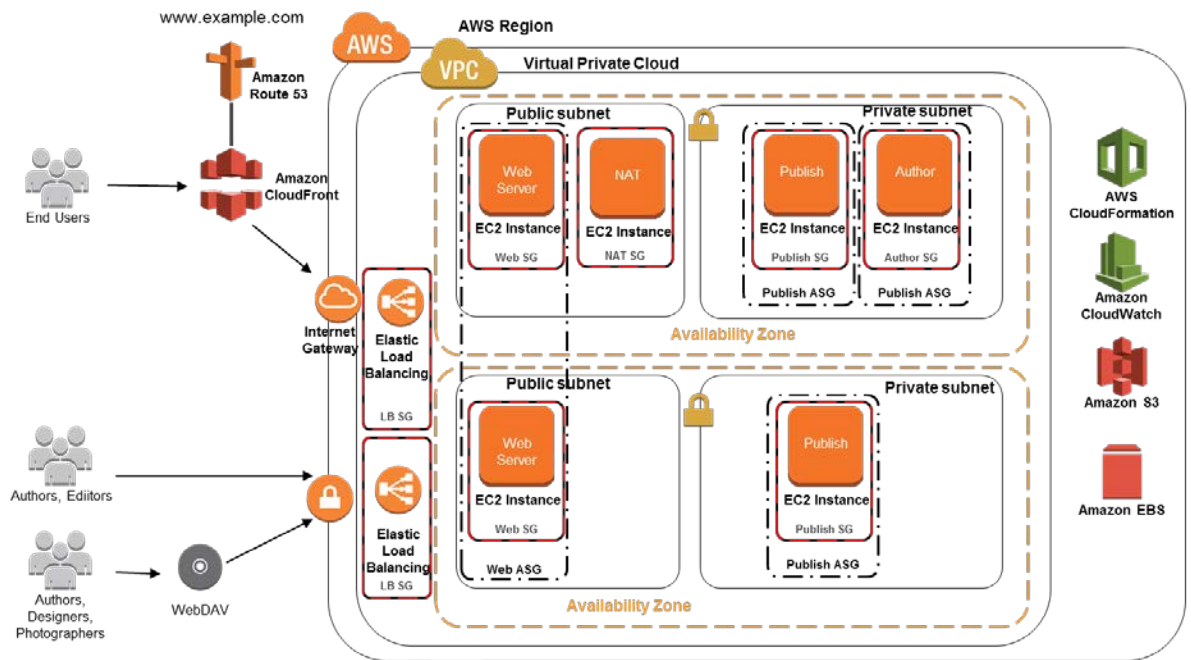 www.example.com
AWS
AWS Region
VPC
Virtual Private Cloud
Amazon
Route 53
End Users
Amazon
CloudFront
Internet
Gateway
Elastic
Load
Balancing
LB SG
Public subnet
Web
Server
EC2 Instance
Web SG
NAT
EC2 Instance
NAT SG
Private subnet
Publish
EC2 Instance
Publish SG
Publish ASG
Author
EC2 Instance
Author SG
Publish ASG
Availability Zone
Authors, Ediitors
Authors,
Designers,
Photographers
WebDAV
Elastic
Load
Balancing
LB SG
Public subnet
Web
Server
EC2 Instance
Web SG
Web ASG
Private subnet
Publish
EC2 Instance
Publish SG
Publish ASG
Availability Zone
AWS
CloudFormation
Amazon
CloudWatch
Amazon S3
Amazon EBS